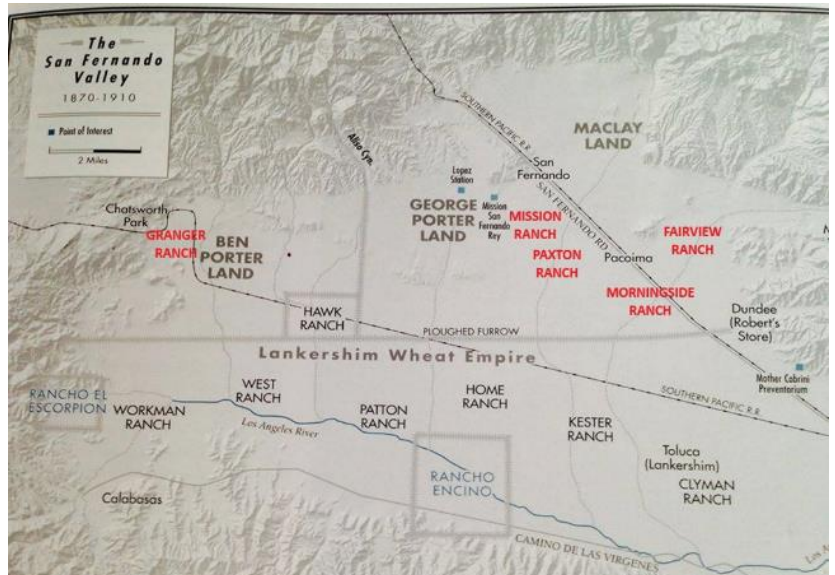 The
San Fernando
Valley
1870-1910
Point of Interest
2 Miles
SOUTHERN PACIFIC R.R.
MACLAY
LAND
Aliso Cyn.
San
Fernando
Lopez
Station
SAN FERNANDO RD
GEORGE
PORTER
LAND
Mission
San
Fernando
Rey
MISSION
RANCH
Chatsworth
Park
GRANGER
RANCH
BEN
PORTER
LAND
PAXTON
RANCH
Pacoima
FAIRVIEW
RANCH
MORNINGSIDE
RANCH
HAWK
RANCH
Dundee
(Robert's
Store)
PLOUGHED FURROW
Lankershim Wheat Empire
Mother Cabrini
Preventorium
SOUTHERN PACIFIC R.R.
RANCHO EL
ESCORPION
WORKMAN
RANCH
WEST
RANCH
Los Angeles River
PATTON
RANCH
HOME
RANCH
KESTER
RANCH
Toluca
(Lankershim)
CLYMAN
RANCH
RANCHO
ENCINO
Calabasas
CAMINO DE LAS VIRGENES